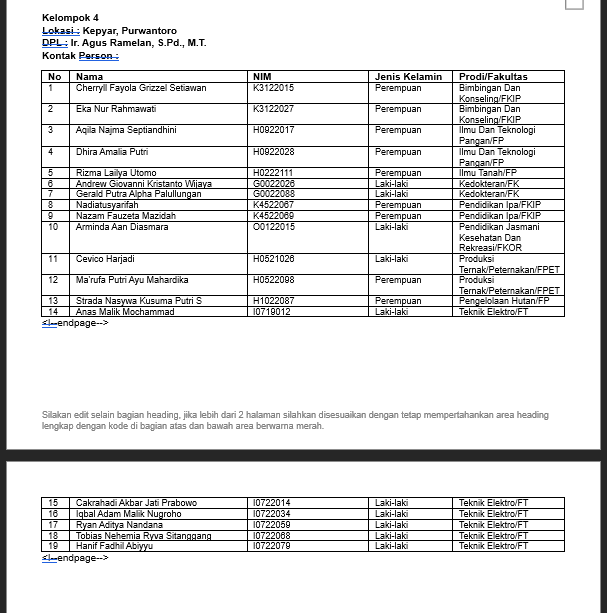 Kelompok 4
Lokasi : Kepyar, Purwantoro
DPL : Ir. Agus Ramelan, S.Pd., M.T.
Kontak Person :
No Nama NIM Jenis Kelamin Prodi/Fakultas
1 Cherryll Fayola Grizzel Setiawan K3122015 Perempuan Bimbingan Dan
Konseling/FKIP
2 Eka Nur Rahmawati K3122027 Perempuan Bimbingan Dan
Konseling/FKIP
3 Aqila Najma Septiandhini H0922017 Perempuan Ilmu Dan Teknologi
Pangan/FP
4 Dhira Amalia Putri H0922028 Perempuan Ilmu Dan Teknologi
Pangan/FP
5 Rizma Lailya Utomo H0222111 Perempuan Ilmu Tanah/FP
6 Andrew Giovanni Kristanto Wijaya G0022026 Laki-laki Kedokteran/FK
7 Gerald Putra Alpha Palullungan G0022088 Laki-laki Kedokteran/FK
8 Nadiatusyarifah K4522067 Perempuan Pendidikan Ipa/FKIP
9 Nazam Fauzeta Mazidah K4522069 Perempuan Pendidikan Ipa/FKIP
10 Arminda Aan Diasmara O0122015 Laki-laki Pendidikan Jasmani
Kesehatan Dan
Rekreasi/FKOR
11 Cevico Harjadi H0521026 Laki-laki Produksi
Ternak/Peternakan/FPET
12 Ma'rufa Putri Ayu Mahardika H0522098 Perempuan Produksi
Ternak/Peternakan/FPET
13 Strada Nasywa Kusuma Putri S H1022087 Perempuan Pengelolaan Hutan/FP
14 Anas Malik Mochammad I0719012 Laki-laki Teknik Elektro/FT
<!--endpage-->
Silakan edit selain bagian heading, jika lebih dari 2 halaman silahkan disesuaikan dengan tetap mempertahankan area heading
lengkap dengan kode di bagian atas dan bawah area berwarna merah.
15 Cakrahadi Akbar Jati Prabowo I0722014 Laki-laki Teknik Elektro/FT
16 Iqbal Adam Malik Nugroho I0722034 Laki-laki Teknik Elektro/FT
17 Ryan Aditya Nandana I0722059 Laki-laki Teknik Elektro/FT
18 Tobias Nehemia Ryva Sitanggang I0722068 Laki-laki Teknik Elektro/FT
19 Hanif Fadhil Abiyyu I0722079 Laki-laki Teknik Elektro/FT
<!--endpage-->